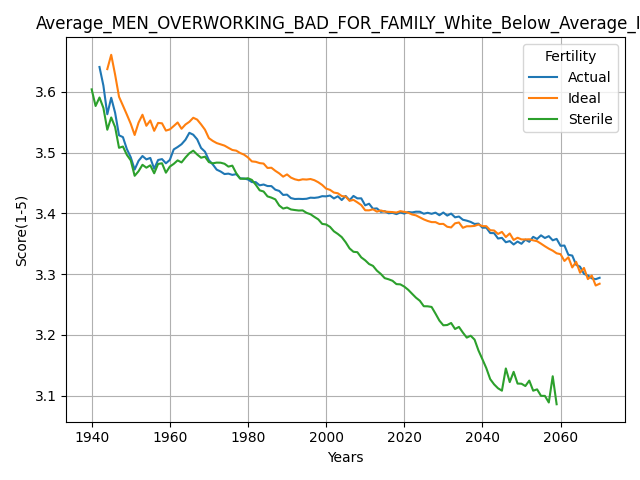 Average_MEN_OVERWORKING_BAD_FOR_FAMILY_White_Below_Average_
Fertility
Actual
Ideal
Sterile
Score(1-5)
3.6
3.5
3.4
3.3
3.2
3.1
1940 1960 1980 2000 2020 2040 2060
Years